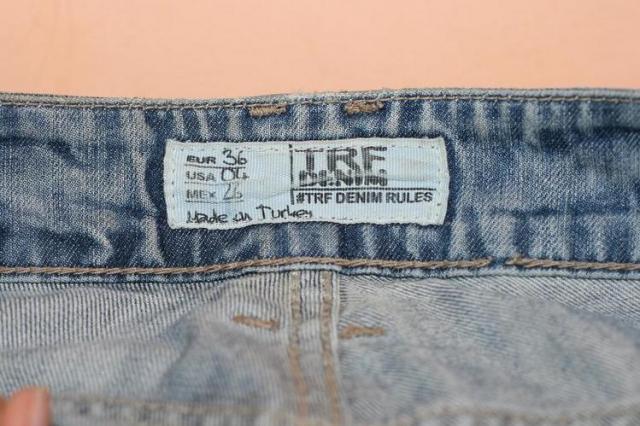 EUR 36
USA 04
MEX 26
Made in Turkey
TRF
DENIM
#TRF DENIM RULES